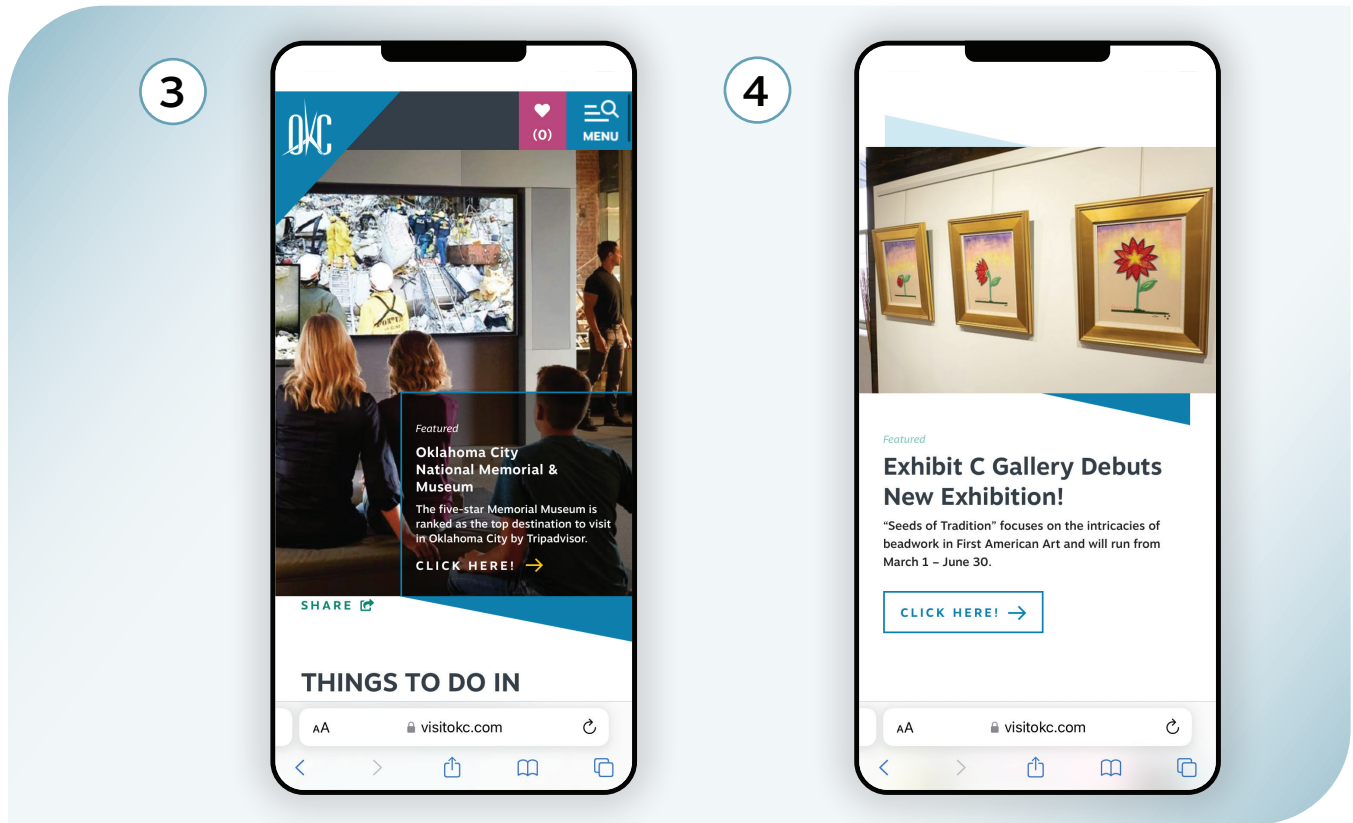 3
OKC
(0)
MENU
Featured
Oklahoma City
National Memorial &
Museum
The five-star Memorial Museum is
ranked as the top destination to visit
in Oklahoma City by Tripadvisor.
CLICK HERE!
SHARE
THINGS TO DO IN
AA
visitokc.com
4
Featured
Exhibit C Gallery Debuts
New Exhibition!
“Seeds of Tradition” focuses on the intricacies of
beadwork in First American Art and will run from
March 1 – June 30.
CLICK HERE!
AA
visitokc.com